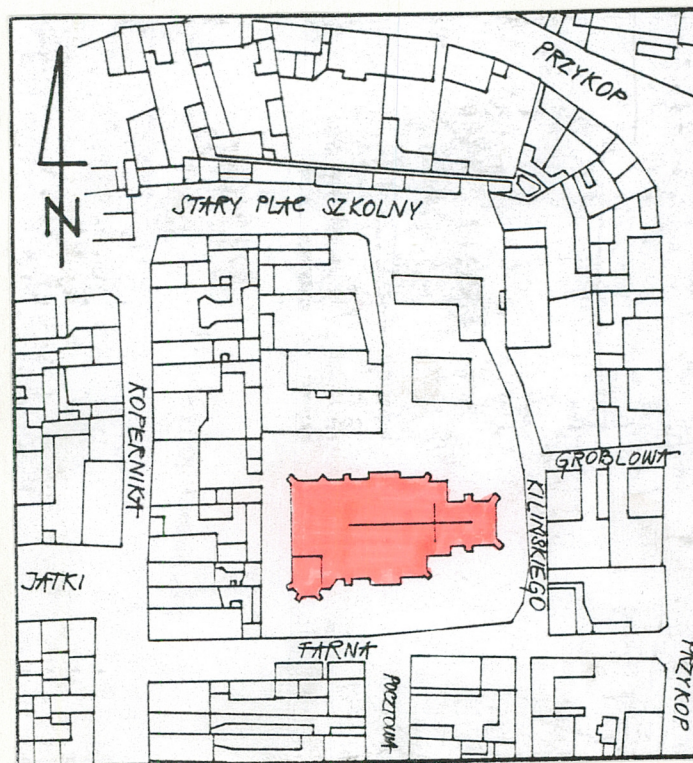 PRZYKOP
N
STARY PLAC SZKOLNY
KOPERNIKA
GROBLOWA
KILIŃSKIEGO
JATKI
FARNA
POCZTOWA
PRZYKOP